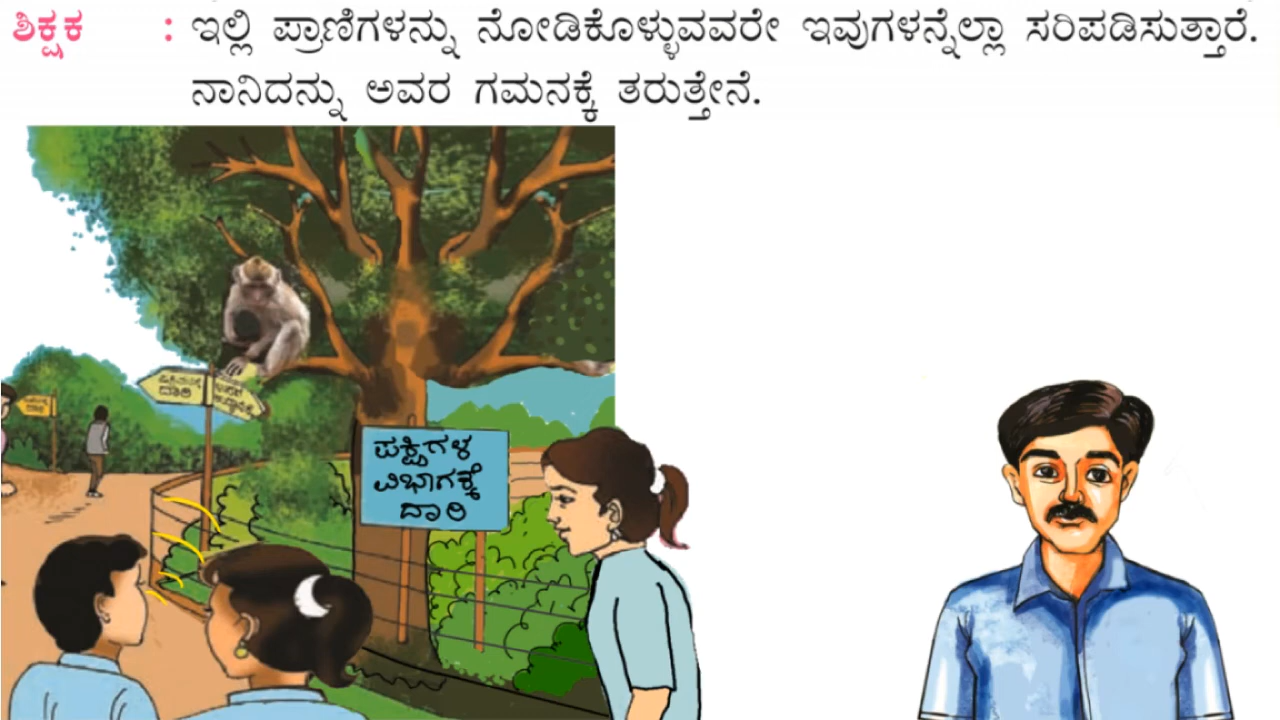 ಶಿಕ್ಷಕ : ಇಲ್ಲಿ ಪ್ರಾಣಿಗಳನ್ನು ನೋಡಿಕೊಳ್ಳುವವರೇ ಇವುಗಳನ್ನೆಲ್ಲಾ ಸರಿಪಡಿಸುತ್ತಾರೆ.
ನಾನಿದನ್ನು ಅವರ ಗಮನಕ್ಕೆ ತರುತ್ತೇನೆ.
ದಾರಿ
ಪಕ್ಷಿಗಳ
ವಿಭಾಗಕ್ಕೆ
ದಾರಿ